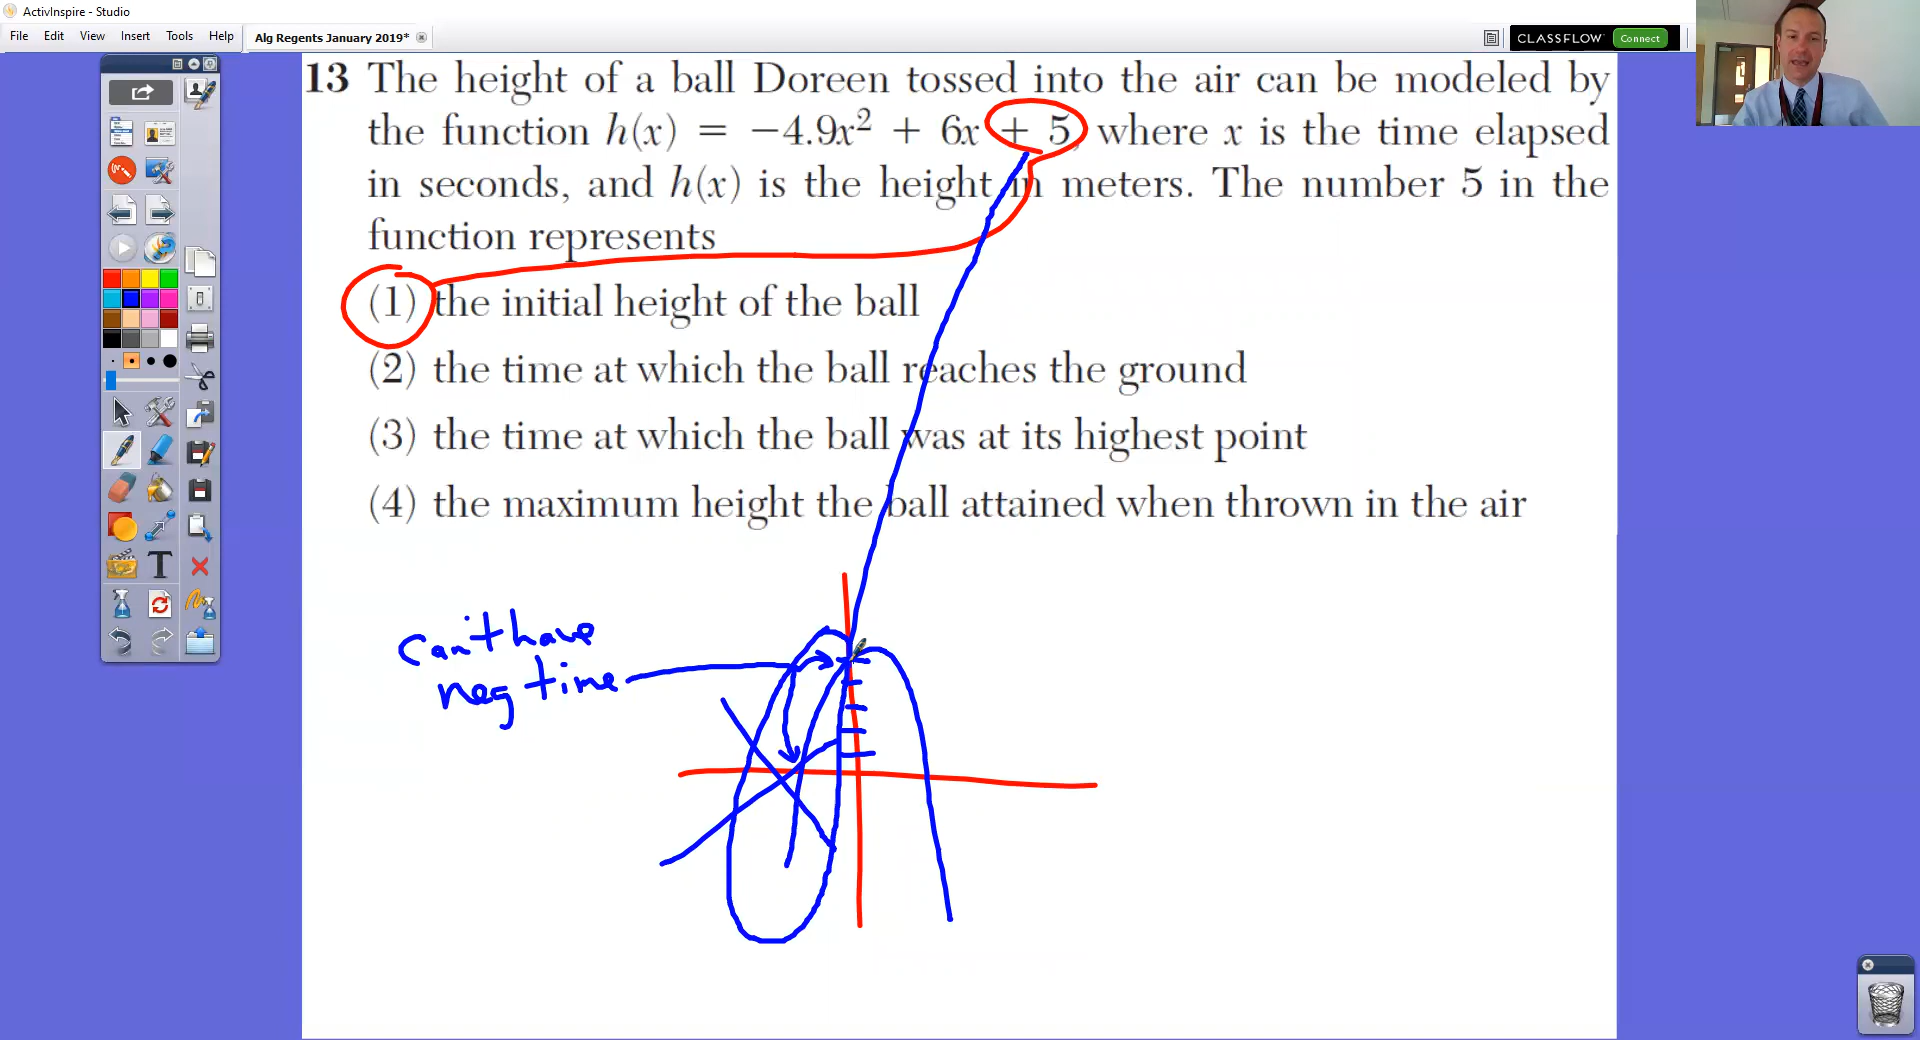 ActivInspire - Studio
File Edit View Insert Tools Help
Alg Regents January 2019*
CLASSFLOW Connect
13 The height of a ball Doreen tossed into the air can be modeled by
the function h(x) = −4.9x² + 6x + 5, where x is the time elapsed
in seconds, and h(x) is the height in meters. The number 5 in the
function represents
(1) the initial height of the ball
(2) the time at which the ball reaches the ground
(3) the time at which the ball was at its highest point
(4) the maximum height the ball attained when thrown in the air
can't have
neg time